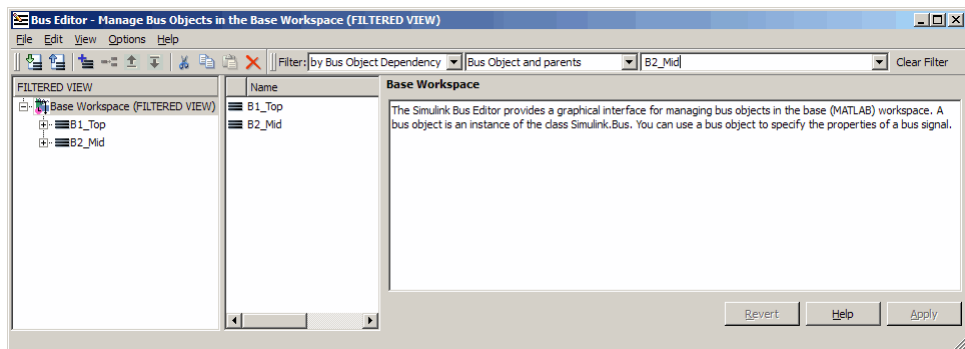 Bus Editor - Manage Bus Objects in the Base Workspace (FILTERED VIEW)
File Edit View Options Help
Filter: by Bus Object Dependency Bus Object and parents B2_Mid Clear Filter
FILTERED VIEW
Base Workspace (FILTERED VIEW)
B1_Top
B2_Mid
Name
B1_Top
B2_Mid
Base Workspace
The Simulink Bus Editor provides a graphical interface for managing bus objects in the base (MATLAB) workspace. A
bus object is an instance of the class Simulink.Bus. You can use a bus object to specify the properties of a bus signal.
Revert Help Apply